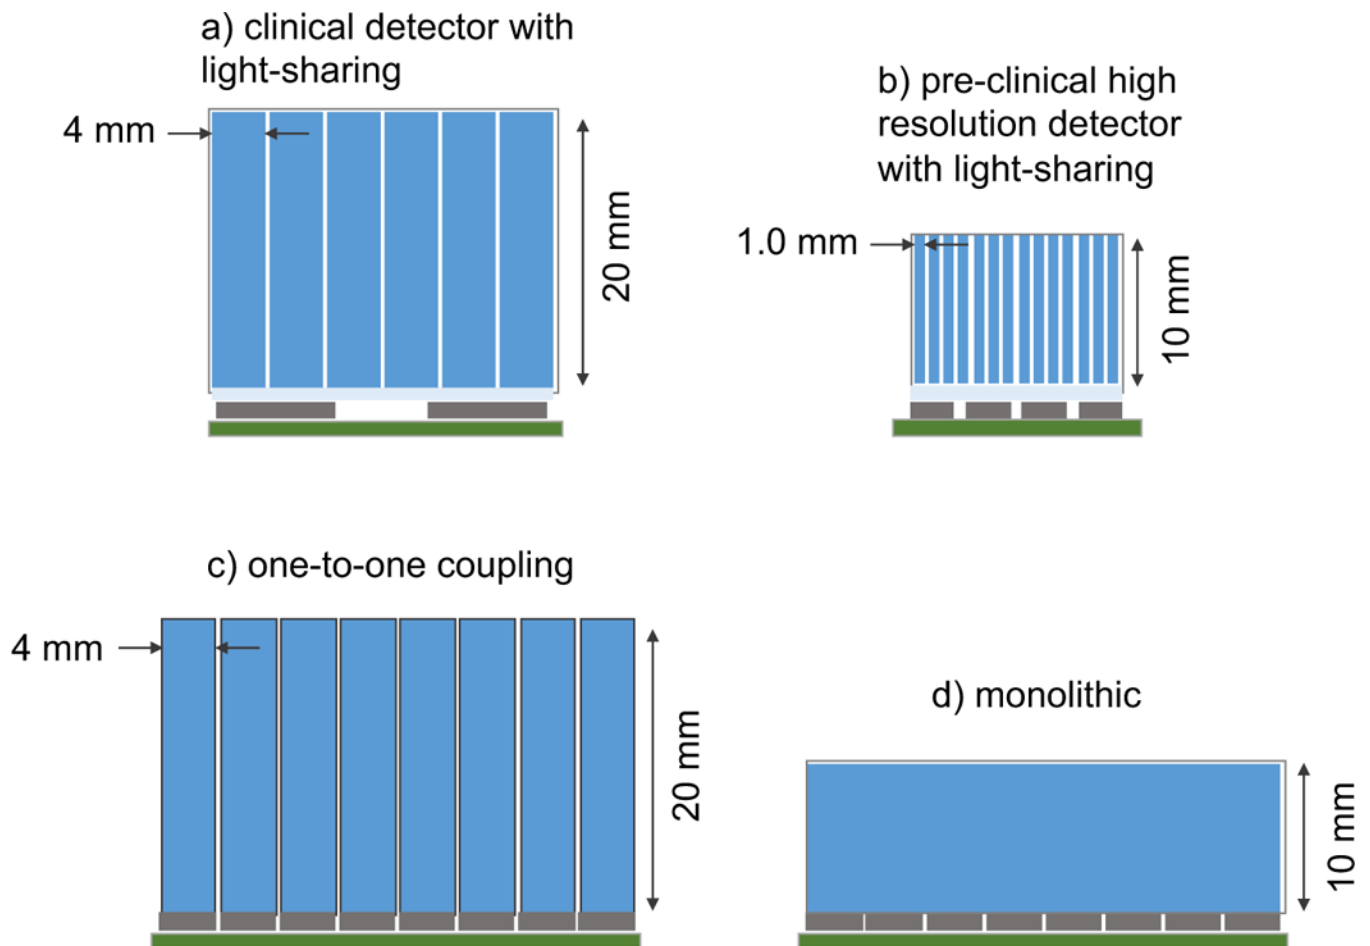 a) clinical detector with
light-sharing
4 mm
20 mm
b) pre-clinical high
resolution detector
with light-sharing
1.0 mm
10 mm
c) one-to-one coupling
4 mm
20 mm
d) monolithic
10 mm